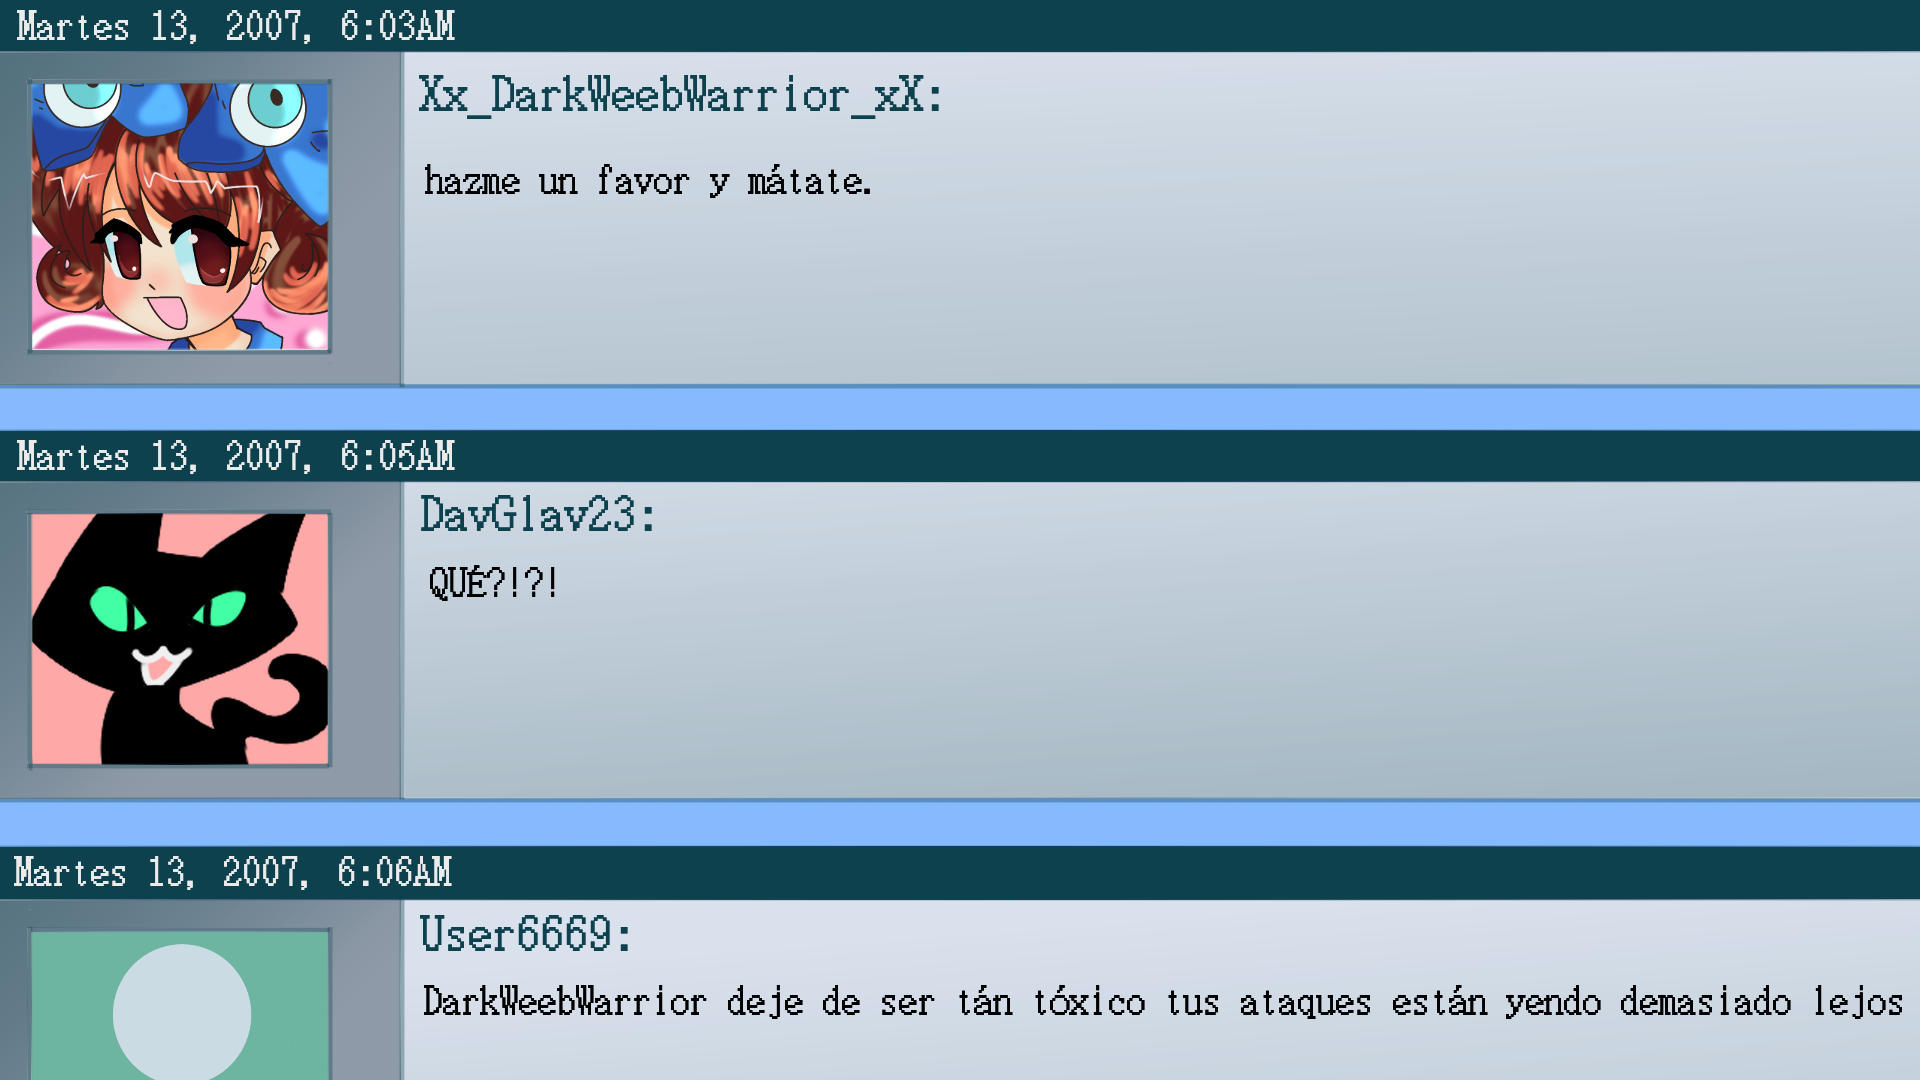 Martes 13, 2007, 6:03AM
Xx_DarkWeebWarrior_xX:
hazme un favor y mátate.
Martes 13, 2007, 6:05AM
DavGlav23:
QUÉ?!?!
Martes 13, 2007, 6:06AM
User6669:
DarkWeebWarrior deje de ser tán tóxico tus ataques están yendo demasiado lejos